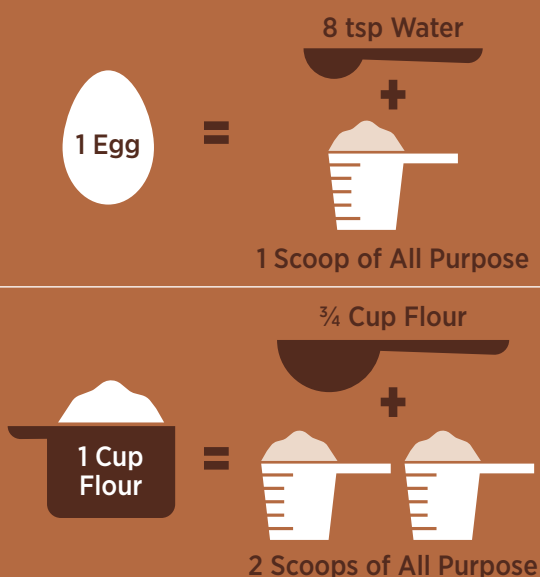 8 tsp Water
1 Egg
=
+
1 Scoop of All Purpose
¾ Cup Flour
1 Cup
Flour
=
+
2 Scoops of All Purpose